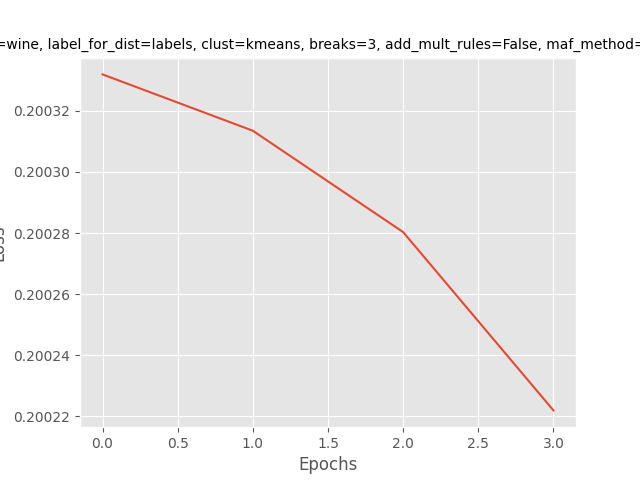 =wine, label_for_dist=labels, clust=kmeans, breaks=3, add_mult_rules=False, maf_method=
0.20032
0.20030
0.20028
Loss
0.20026
0.20024
0.20022
0.0 0.5 1.0 1.5 2.0 2.5 3.0
Epochs